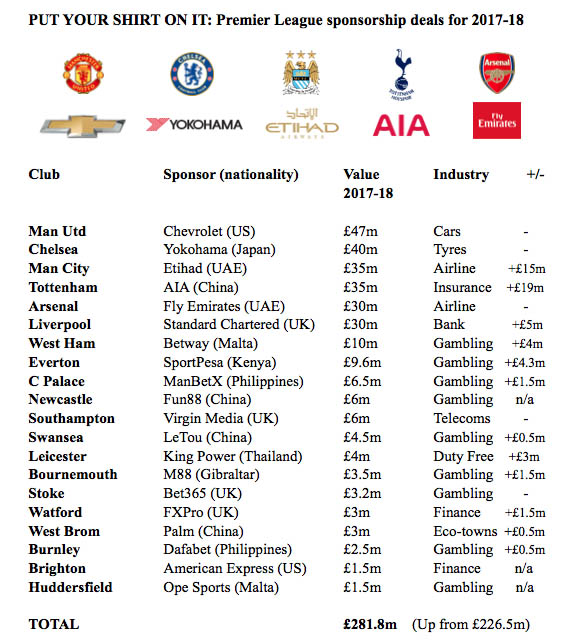 PUT YOUR SHIRT ON IT: Premier League sponsorship deals for 2017-18
MANCHESTER UNITED
CHELSEA
TOTTENHAM HOTSPUR
Arsenal
YOKOHAMA
الإتحاد
ETIHAD
AIRWAYS
AIA
Fly
Emirates
Club Sponsor (nationality) Value Industry +/-
2017-18
Man Utd Chevrolet (US) £47m Cars -
Chelsea Yokohama (Japan) £40m Tyres -
Man City Etihad (UAE) £35m Airline +£15m
Tottenham AIA (China) £35m Insurance +£19m
Arsenal Fly Emirates (UAE) £30m Airline -
Liverpool Standard Chartered (UK) £30m Bank +£5m
West Ham Betway (Malta) £10m Gambling +£4m
Everton SportPesa (Kenya) £9.6m Gambling +£4.3m
C Palace ManBetX (Philippines) £6.5m Gambling +£1.5m
Newcastle Fun88 (China) £6m Gambling n/a
Southampton Virgin Media (UK) £6m Telecoms -
Swansea LeTou (China) £4.5m Gambling +£0.5m
Leicester King Power (Thailand) £4m Duty Free +£3m
Bournemouth M88 (Gibraltar) £3.5m Gambling +£1.5m
Stoke Bet365 (UK) £3.2m Gambling -
Watford FXPro (UK) £3m Finance +£1.5m
West Brom Palm (China) £3m Eco-towns +£0.5m
Burnley Dafabet (Philippines) £2.5m Gambling +£0.5m
Brighton American Express (US) £1.5m Finance n/a
Huddersfield Ope Sports (Malta) £1.5m Gambling n/a
TOTAL £281.8m (Up from £226.5m)